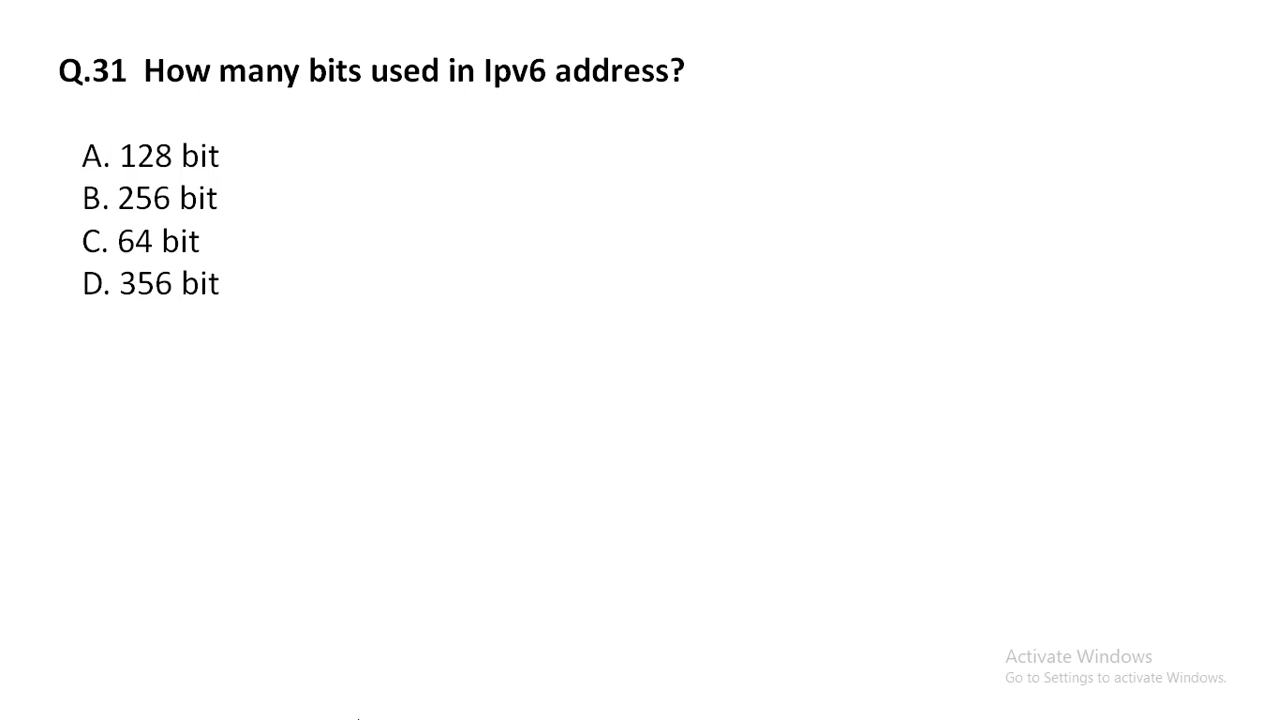 Q.31 How many bits used in Ipv6 address?
A. 128 bit
B. 256 bit
C. 64 bit
D. 356 bit
Activate Windows
Go to Settings to activate Windows.